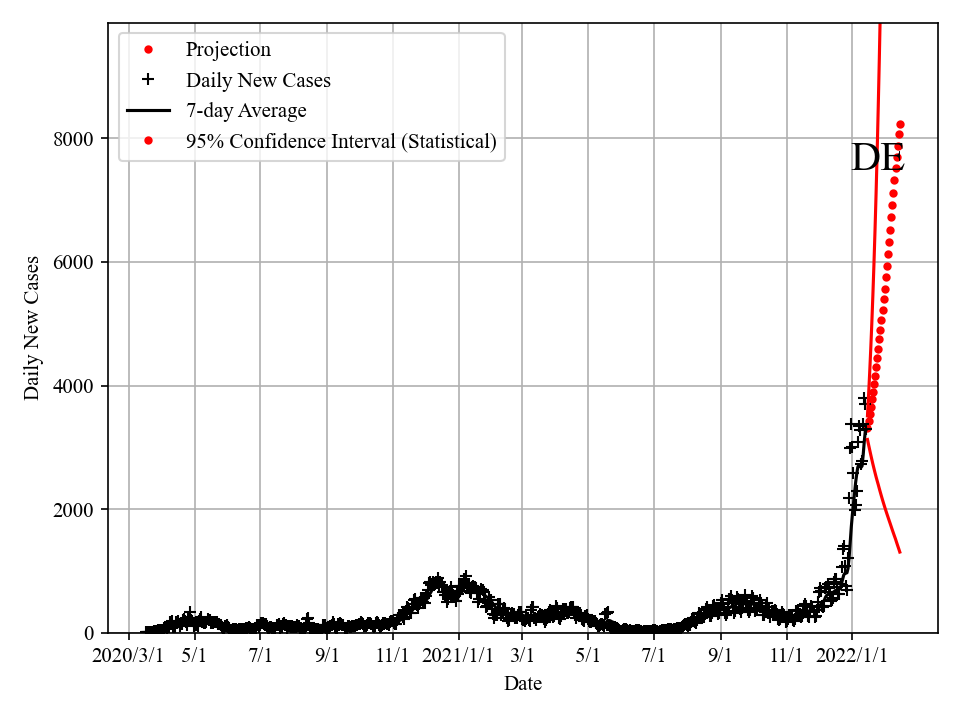 Projection
Daily New Cases
7-day Average
95% Confidence Interval (Statistical)
DE
8000
6000
4000
2000
0
Daily New Cases
2020/3/1 5/1 7/1 9/1 11/1 2021/1/1 3/1 5/1 7/1 9/1 11/1 2022/1/1
Date